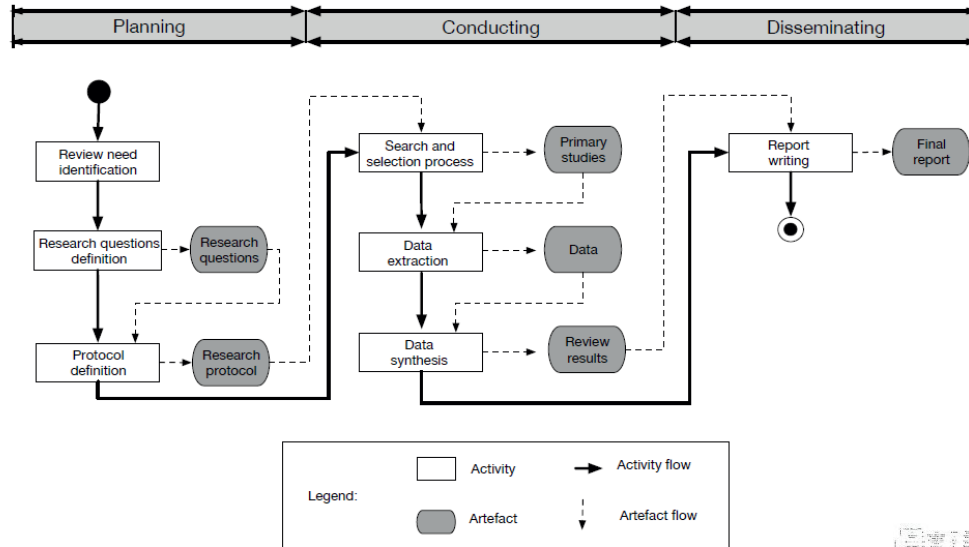 Planning
Conducting
Disseminating
Review need
identification
Research questions
definition
Research
questions
Protocol
definition
Research
protocol
Search and
selection process
Primary
studies
Data
extraction
Data
Data
synthesis
Review
results
Report
writing
Final
report
Legend:
Activity
Activity flow
Artefact
Artefact flow